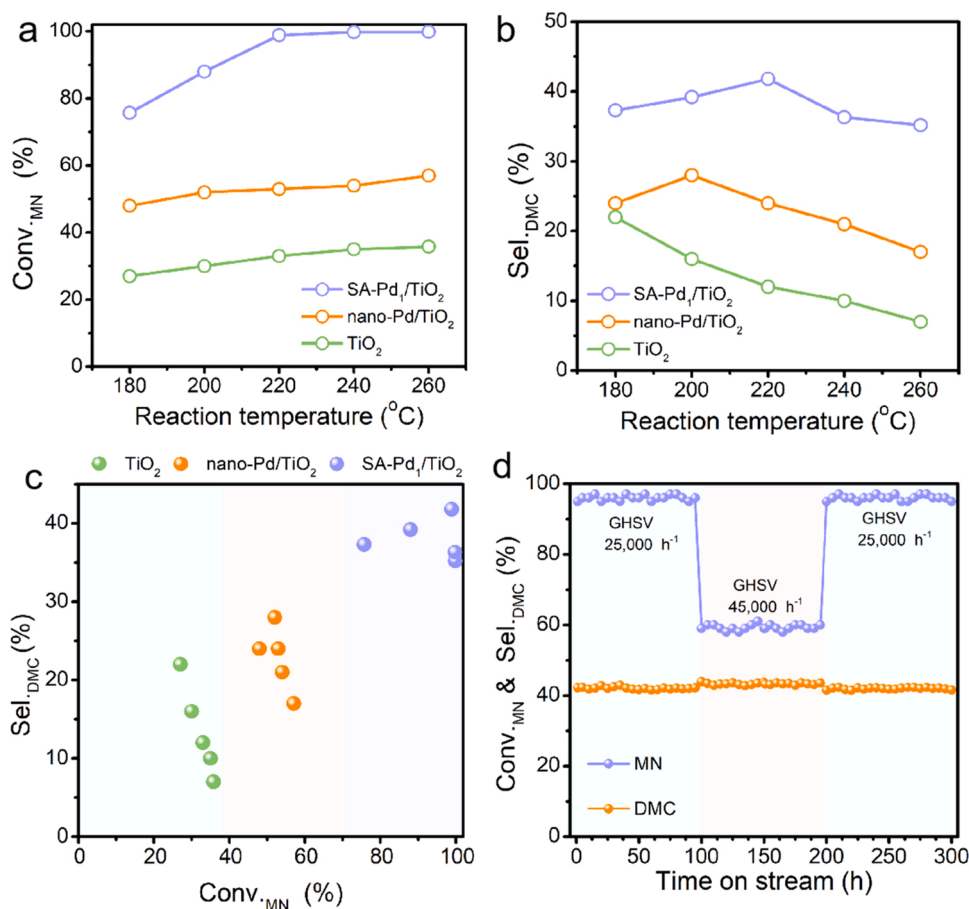 a
100
80
60
40
20
0
Conv.MN (%)
SA-Pd1/TiO2
nano-Pd/TiO2
TiO2
180 200 220 240 260
Reaction temperature (°C)
b
50
40
30
20
10
0
Sel.DMC (%)
SA-Pd1/TiO2
nano-Pd/TiO2
TiO2
180 200 220 240 260
Reaction temperature (°C)
TiO2 nano-Pd/TiO2 SA-Pd1/TiO2
c
40
30
20
10
0
Sel.DMC (%)
0 20 40 60 80 100
Conv.MN (%)
d
100
80
60
40
20
0
Conv.MN & Sel.DMC (%)
GHSV
25,000 h-1
GHSV
45,000 h-1
GHSV
25,000 h-1
MN
DMC
0 50 100 150 200 250 300
Time on stream (h)